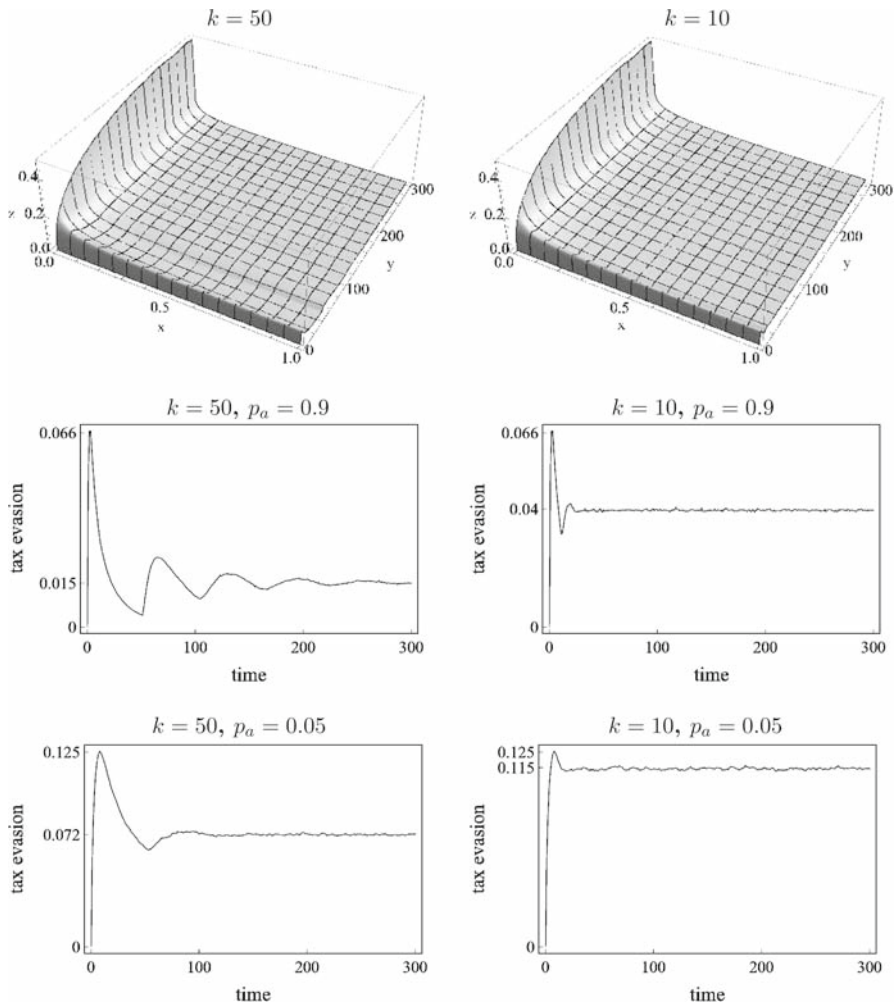 k = 50
k = 10
0.4
z 0.2
0.0
0.0
0.5
x
1.0
0
100
y
200
300
0.4
z 0.2
0.0
0.0
0.5
x
1.0
0
100
y
200
300
k = 50, p_a = 0.9
0.066
0.015
0
tax evasion
0 100 200 300
time
k = 10, p_a = 0.9
0.066
0.04
0
tax evasion
0 100 200 300
time
k = 50, p_a = 0.05
0.125
0.072
0
tax evasion
0 100 200 300
time
k = 10, p_a = 0.05
0.125
0.115
0
tax evasion
0 100 200 300
time